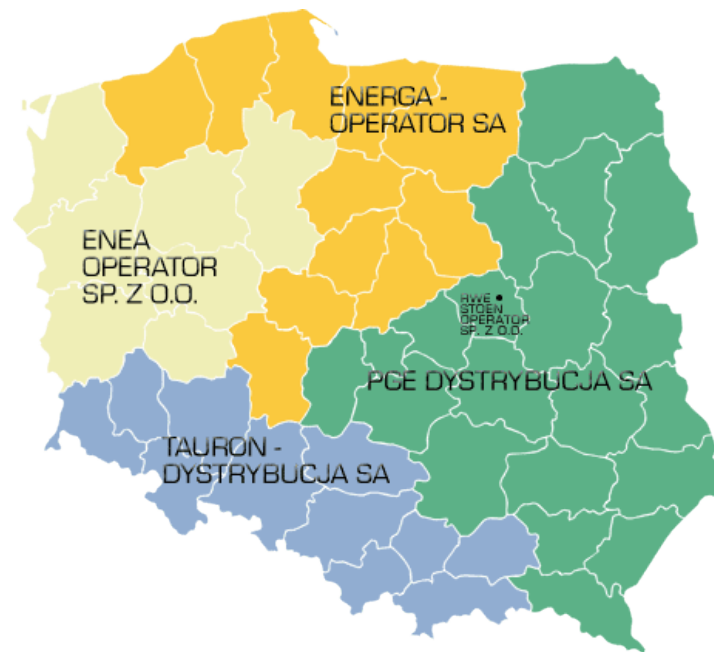 ENERGA -
OPERATOR SA
ENEA
OPERATOR
SP. Z O.O.
RWE
STOEN
OPERATOR
SP. Z O.O.
PGE DYSTRYBUCJA SA
TAURON -
DYSTRYBUCJA SA